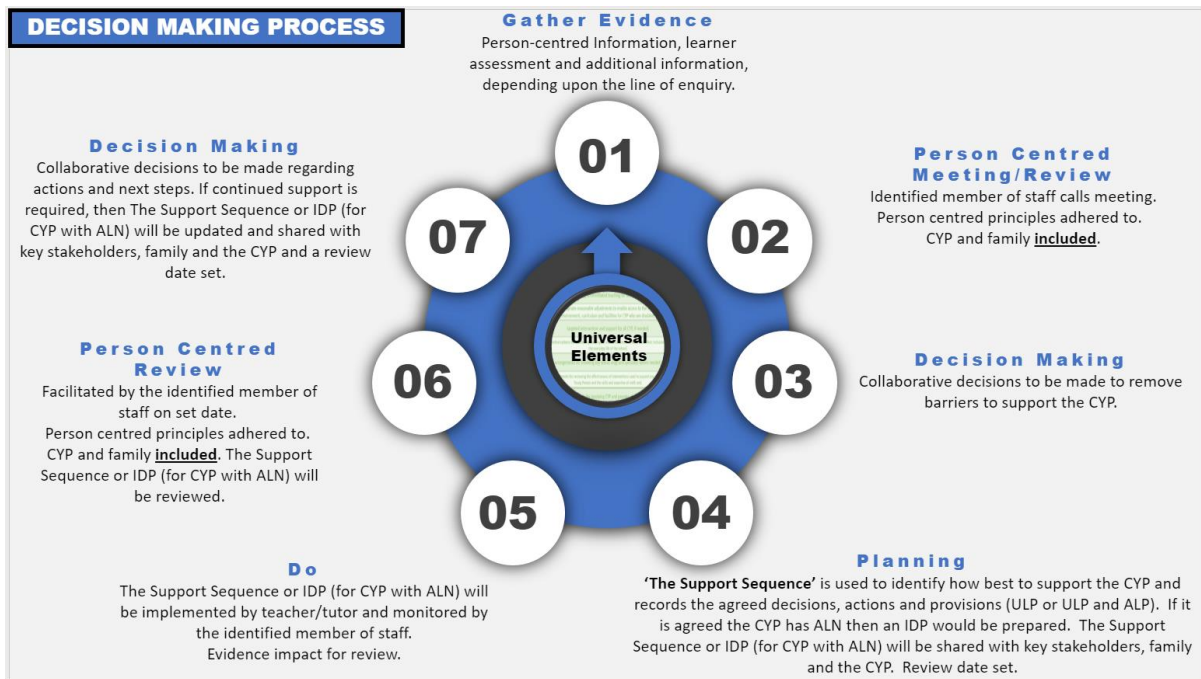 DECISION MAKING PROCESS
Gather Evidence
Person-centred Information, learner
assessment and additional information,
depending upon the line of enquiry.
01
Person Centred
Meeting/Review
Identified member of staff calls meeting.
Person centred principles adhered to.
CYP and family included.
02
Decision Making
Collaborative decisions to be made to remove
barriers to support the CYP.
03
Planning
'The Support Sequence' is used to identify how best to support the CYP and
records the agreed decisions, actions and provisions (ULP or ULP and ALP). If it
is agreed the CYP has ALN then an IDP would be prepared. The Support
Sequence or IDP (for CYP with ALN) will be shared with key stakeholders, family
and the CYP. Review date set.
04
Do
The Support Sequence or IDP (for CYP with ALN) will
be implemented by teacher/tutor and monitored by
the identified member of staff.
Evidence impact for review.
05
Person Centred
Review
Facilitated by the identified member of
staff on set date.
Person centred principles adhered to.
CYP and family included. The Support
Sequence or IDP (for CYP with ALN) will
be reviewed.
06
Decision Making
Collaborative decisions to be made regarding
actions and next steps. If continued support is
required, then The Support Sequence or IDP (for
CYP with ALN) will be updated and shared with
key stakeholders, family and the CYP and a review
date set.
07
Universal
Elements